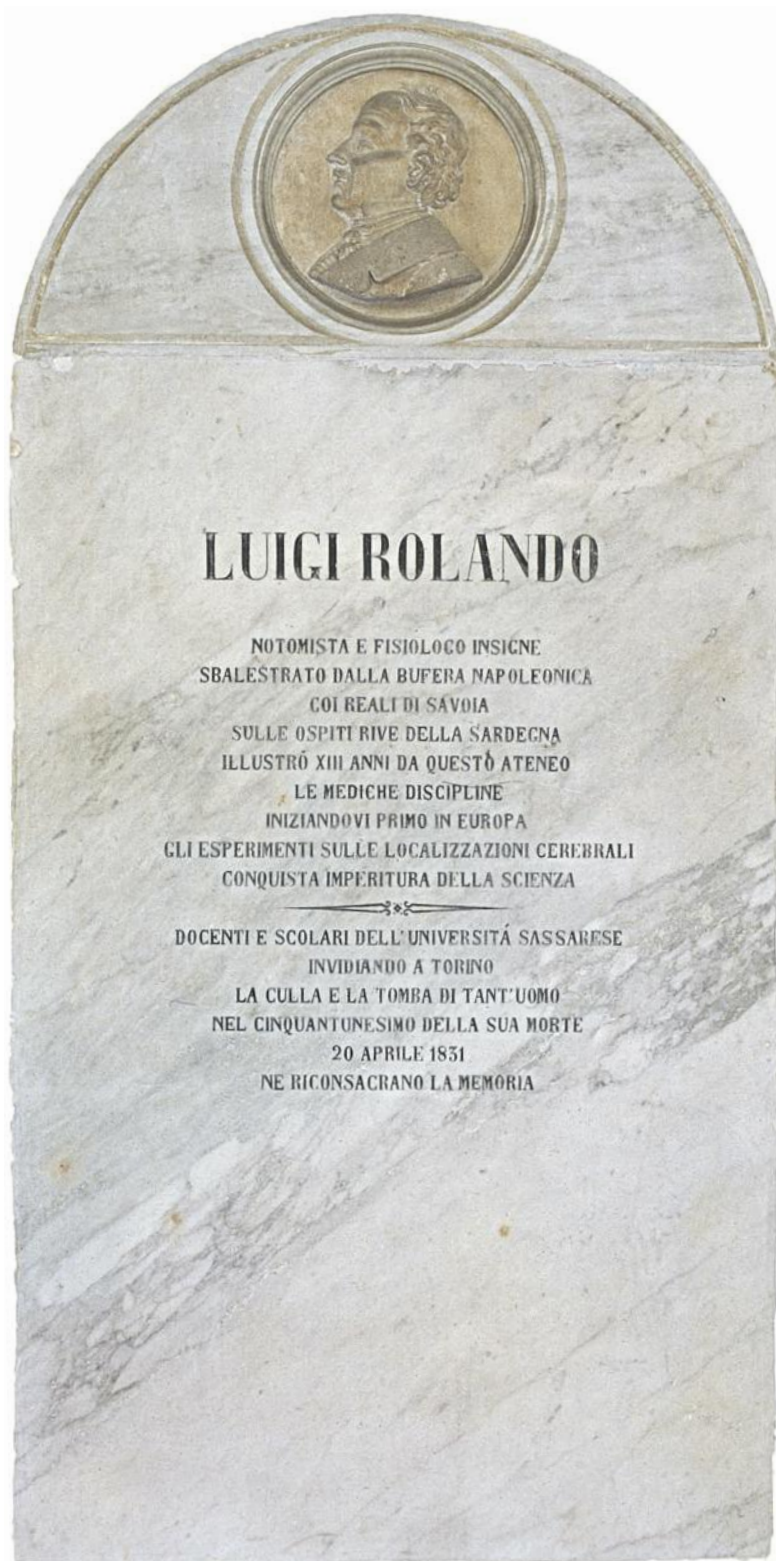 LUIGI ROLANDO
NOTOMISTA E FISIOLOGO INSIGNE
SBALESTRATO DALLA BUFERA NAPOLEONICA
COI REALI DI SAVOIA
SULLE OSPITI RIVE DELLA SARDEGNA
ILLUSTRÓ XIII ANNI DA QUESTO ATENEO
LE MEDICHE DISCIPLINE
INIZIANDOVI PRIMO IN EUROPA
GLI ESPERIMENTI SULLE LOCALIZZAZIONI CEREBRALI
CONQUISTA IMPERITURA DELLA SCIENZA
DOCENTI E SCOLARI DELL'UNIVERSITÁ SASSARESE
INVIDIANDO A TORINO
LA CULLA E LA TOMBA DI TANT'UOMO
NEL CINQUANTUNESIMO DELLA SUA MORTE
20 APRILE 1831
NE RICONSACRANO LA MEMORIA